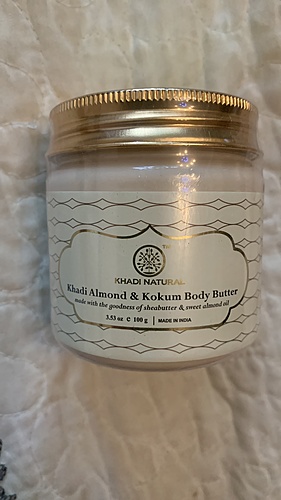 TM
KHADI NATURAL
Khadi Almond & Kokum Body Butter
made with the goodness of sheabutter & sweet almond oil
3.53 oz ℮ 100 g | MADE IN INDIA